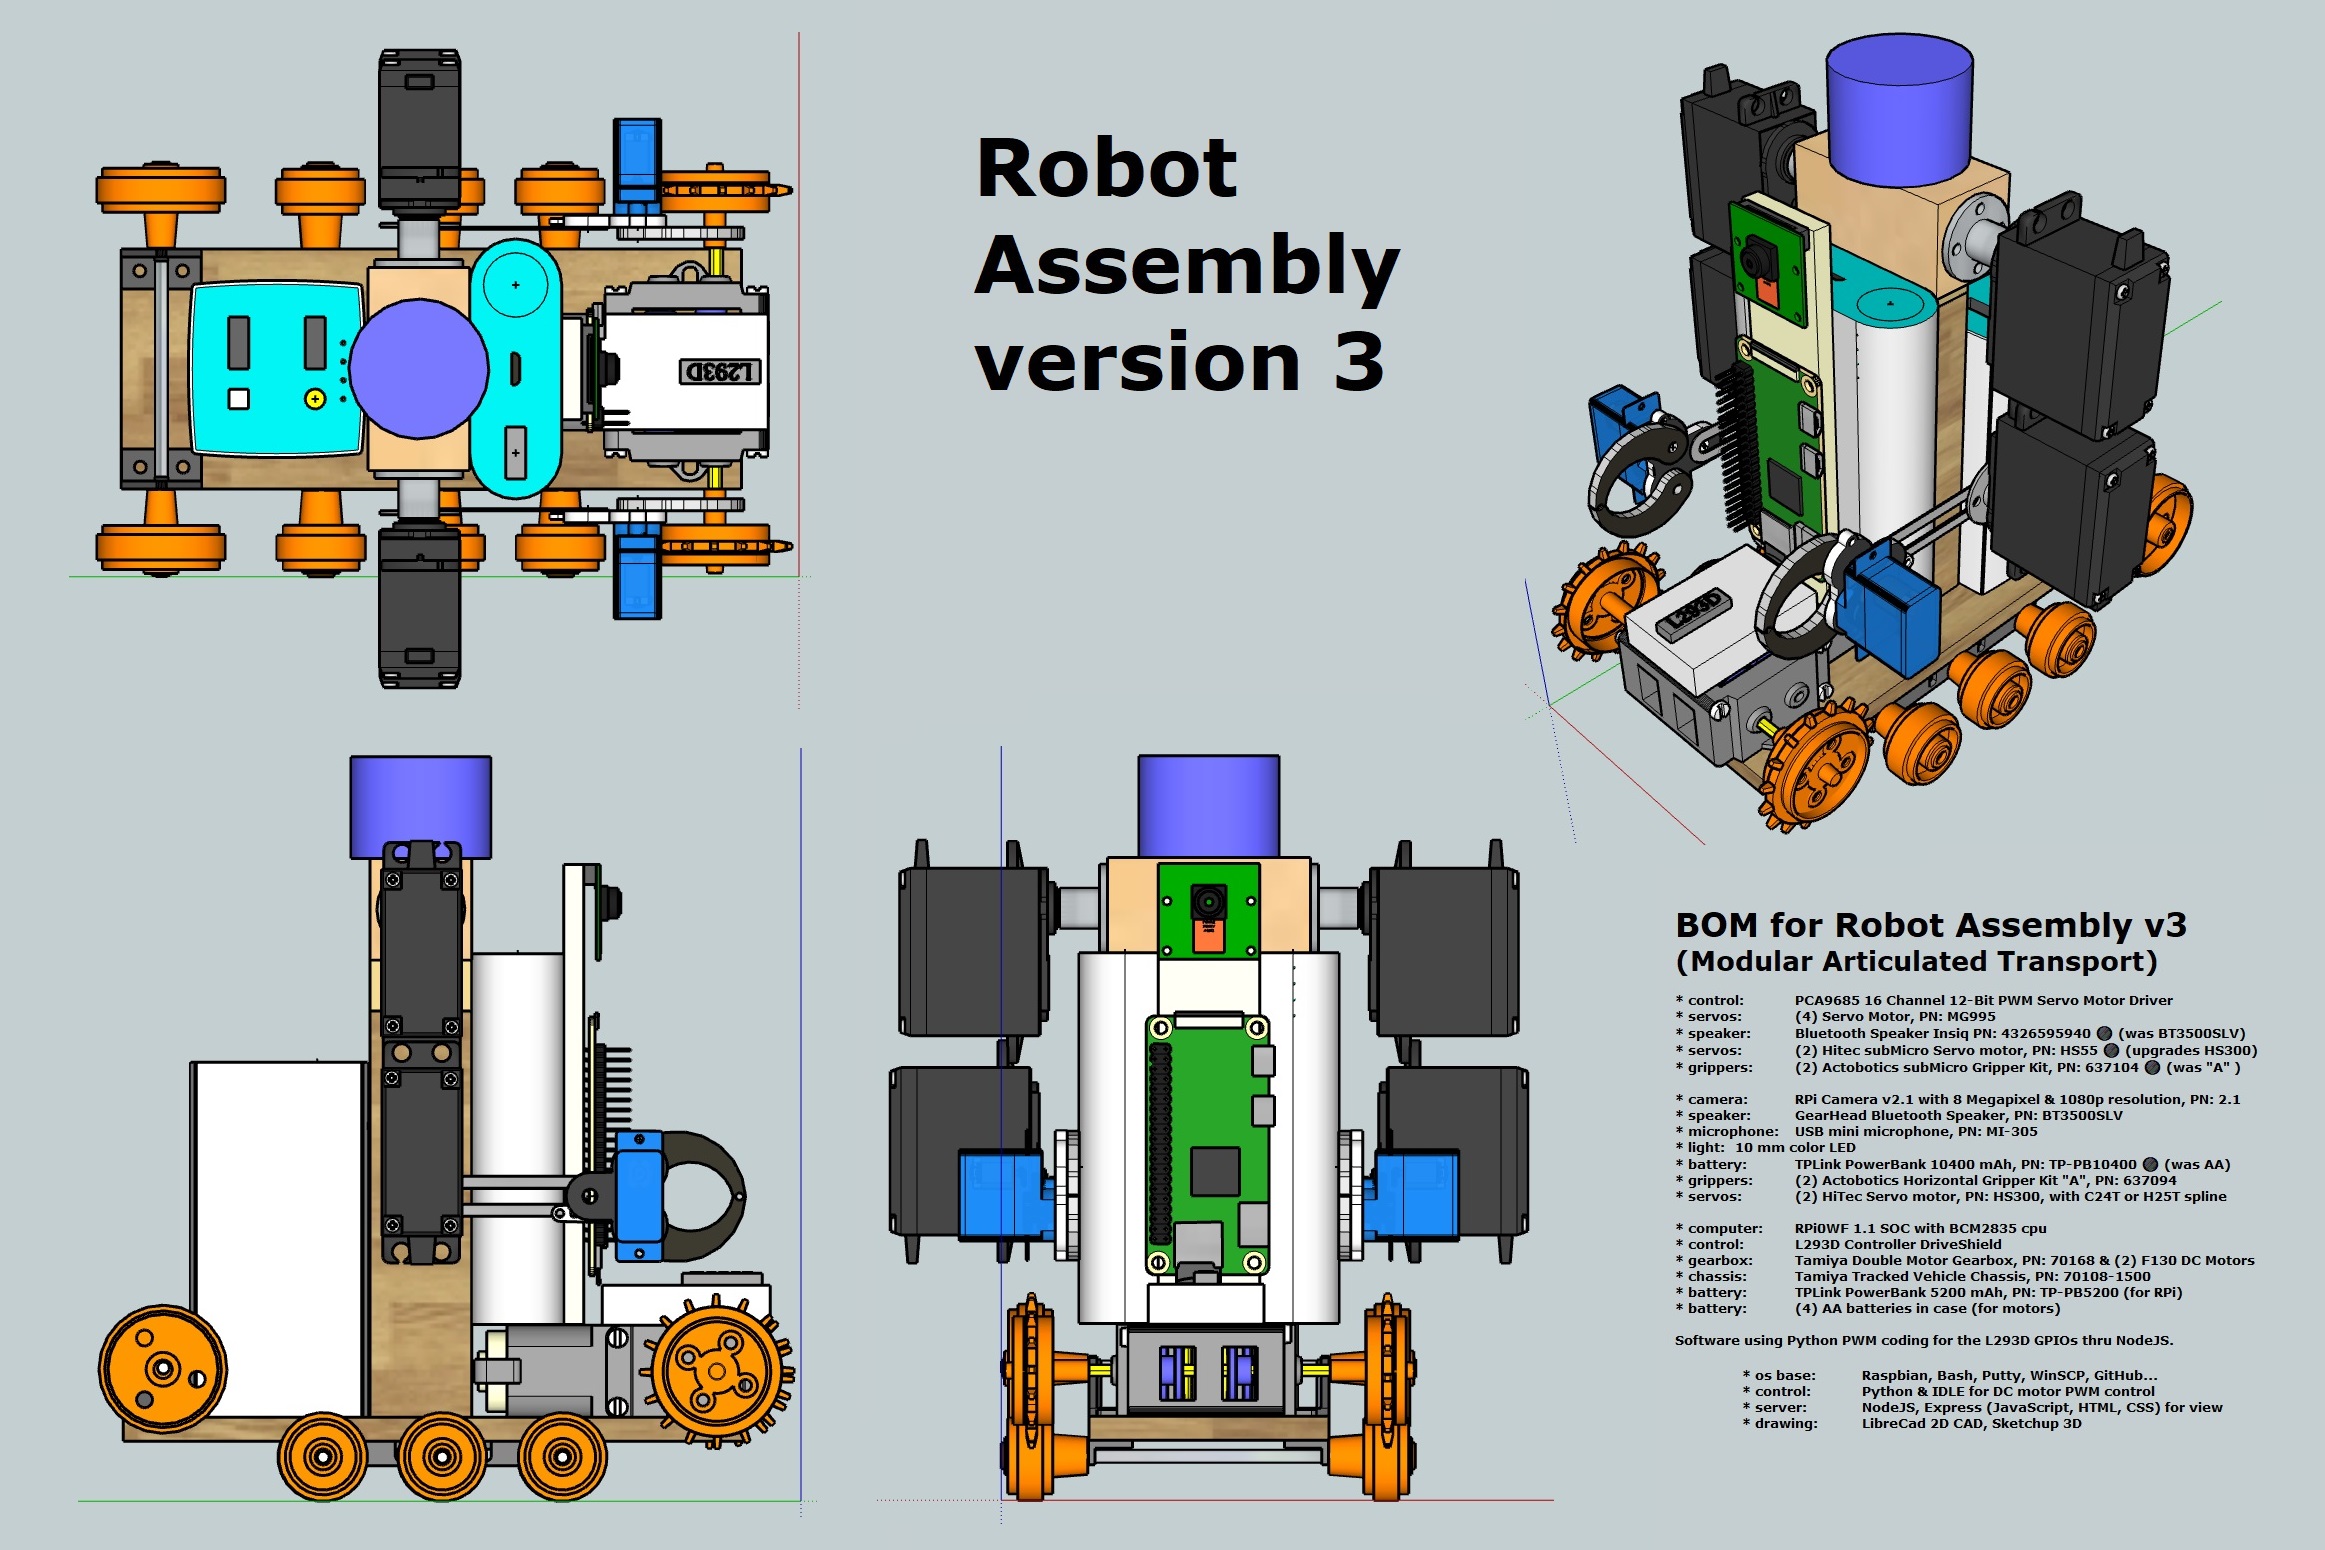 Robot
Assembly
version 3
L293D
L293D
BOM for Robot Assembly v3
(Modular Articulated Transport)
* control: PCA9685 16 Channel 12-Bit PWM Servo Motor Driver
* servos: (4) Servo Motor, PN: MG995
* speaker: Bluetooth Speaker Insiq PN: 4326595940 (was BT3500SLV)
* servos: (2) Hitec subMicro Servo motor, PN: HS55 (upgrades HS300)
* grippers: (2) Actobotics subMicro Gripper Kit, PN: 637104 (was "A" )
* camera: RPi Camera v2.1 with 8 Megapixel & 1080p resolution, PN: 2.1
* speaker: GearHead Bluetooth Speaker, PN: BT3500SLV
* microphone: USB mini microphone, PN: MI-305
* light: 10 mm color LED
* battery: TPLink PowerBank 10400 mAh, PN: TP-PB10400 (was AA)
* grippers: (2) Actobotics Horizontal Gripper Kit "A", PN: 637094
* servos: (2) HiTec Servo motor, PN: HS300, with C24T or H25T spline
* computer: RPi0WF 1.1 SOC with BCM2835 cpu
* control: L293D Controller DriveShield
* gearbox: Tamiya Double Motor Gearbox, PN: 70168 & (2) F130 DC Motors
* chassis: Tamiya Tracked Vehicle Chassis, PN: 70108-1500
* battery: TPLink PowerBank 5200 mAh, PN: TP-PB5200 (for RPi)
* battery: (4) AA batteries in case (for motors)
Software using Python PWM coding for the L293D GPIOs thru NodeJS.
* os base: Raspbian, Bash, Putty, WinSCP, GitHub...
* control: Python & IDLE for DC motor PWM control
* server: NodeJS, Express (JavaScript, HTML, CSS) for view
* drawing: LibreCad 2D CAD, Sketchup 3D